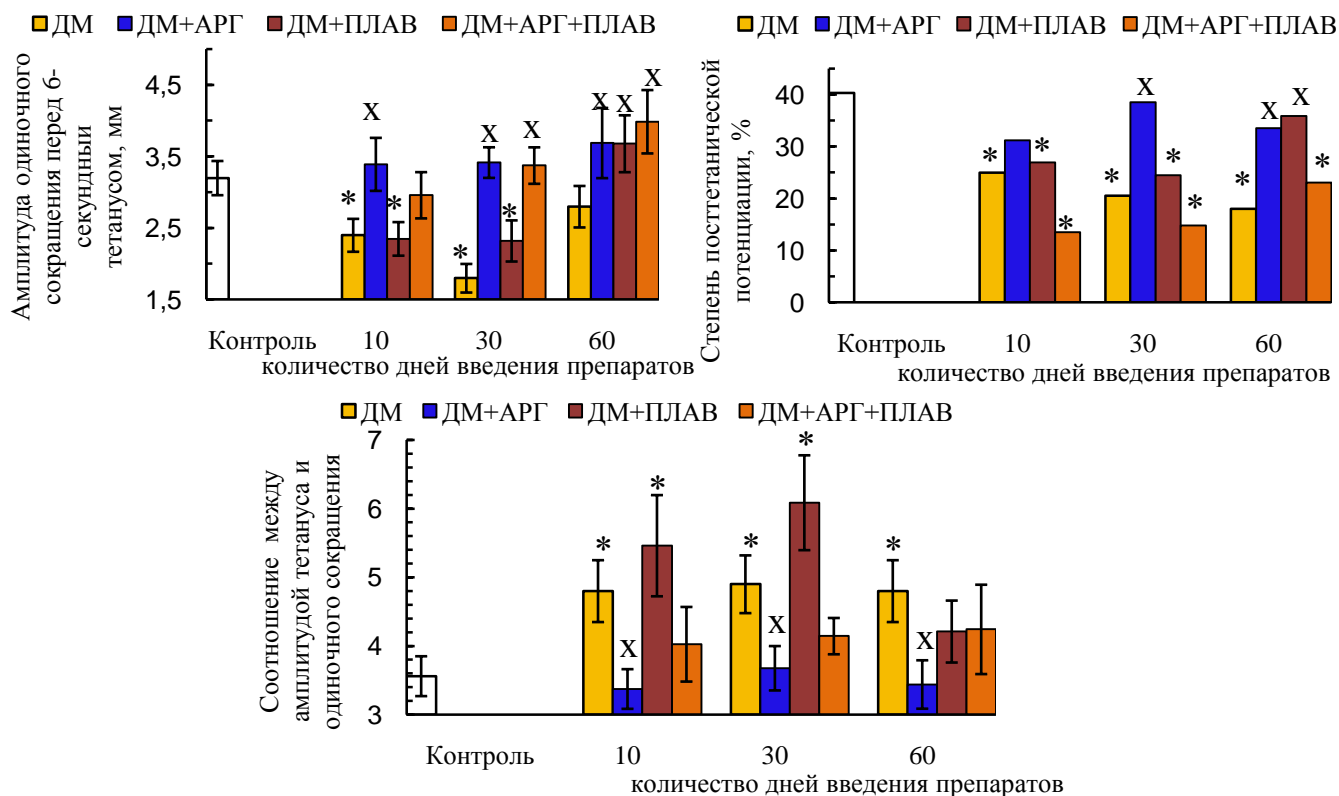 ДМ ДМ+АРГ ДМ+ПЛАВ ДМ+АРГ+ПЛАВ
Амплитуда одиночного
сокращения перед 6-
секундный
тетанусом, мм
4,5
3,5
2,5
1,5
* X * X * X * X X X
Контроль 10 30 60
количество дней введения препаратов
ДМ ДМ+АРГ ДМ+ПЛАВ ДМ+АРГ+ПЛАВ
Степень посттетанической
потенциации, %
40
30
20
10
0
* * * * X * * * X X *
Контроль 10 30 60
количество дней введения препаратов
ДМ ДМ+АРГ ДМ+ПЛАВ ДМ+АРГ+ПЛАВ
Соотношение между
амплитудой тетануса и
одиночного сокращения
7
6
5
4
3
* X * * X * * X
Контроль 10 30 60
количество дней введения препаратов